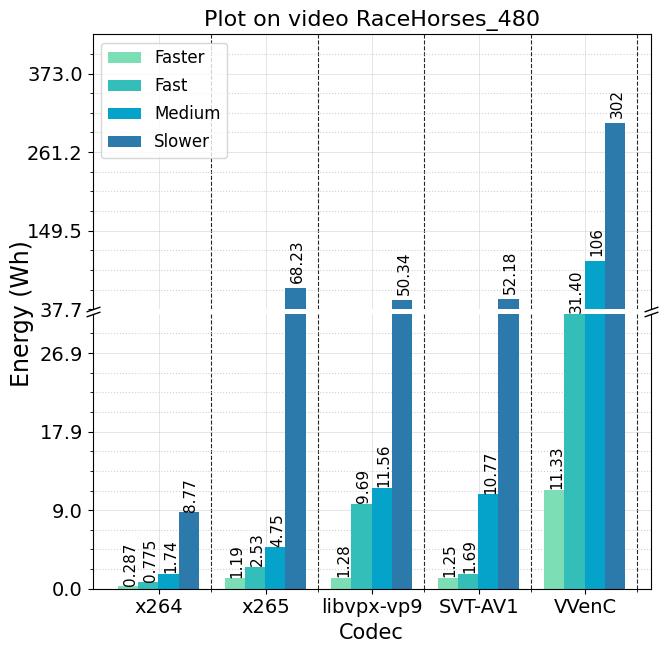 Plot on video RaceHorses_480
Faster
Fast
Medium
Slower
Energy (Wh)
373.0
261.2
149.5
37.7
26.9
17.9
9.0
0.0
0.287
0.775
1.74
8.77
1.19
2.53
4.75
68.23
1.28
9.69
11.56
50.34
1.25
1.69
10.77
52.18
11.33
31.40
106
302
x264
x265
libvpx-vp9
SVT-AV1
VVenC
Codec